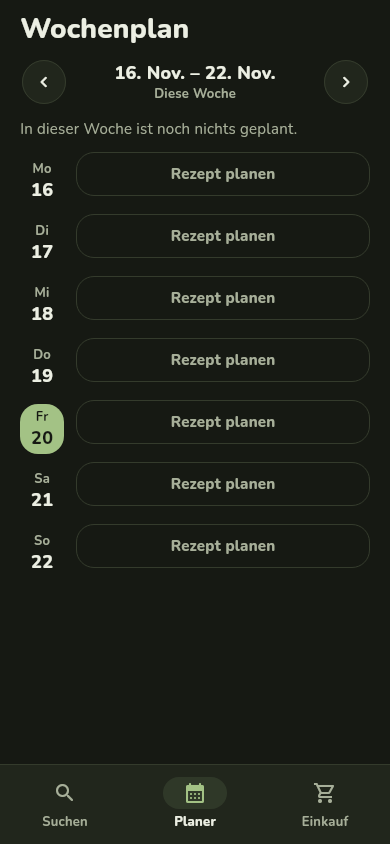 Wochenplan
16. Nov. – 22. Nov.
Diese Woche
In dieser Woche ist noch nichts geplant.
Mo
16
Rezept planen
Di
17
Rezept planen
Mi
18
Rezept planen
Do
19
Rezept planen
Fr
20
Rezept planen
Sa
21
Rezept planen
So
22
Rezept planen
Suchen
Planer
Einkauf